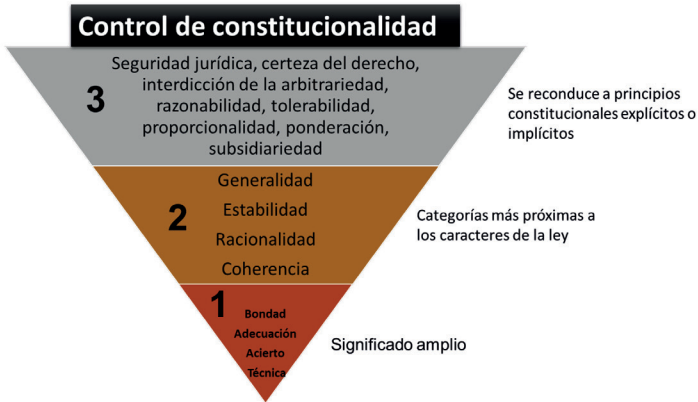 Control de constitucionalidad
3
Seguridad jurídica, certeza del derecho,
interdicción de la arbitrariedad,
razonabilidad, tolerabilidad,
proporcionalidad, ponderación,
subsidiariedad
Se reconduce a principios
constitucionales explícitos o
implícitos
2
Generalidad
Estabilidad
Racionalidad
Coherencia
Categorías más próximas a
los caracteres de la ley
1
Bondad
Adecuación
Acierto
Técnica
Significado amplio